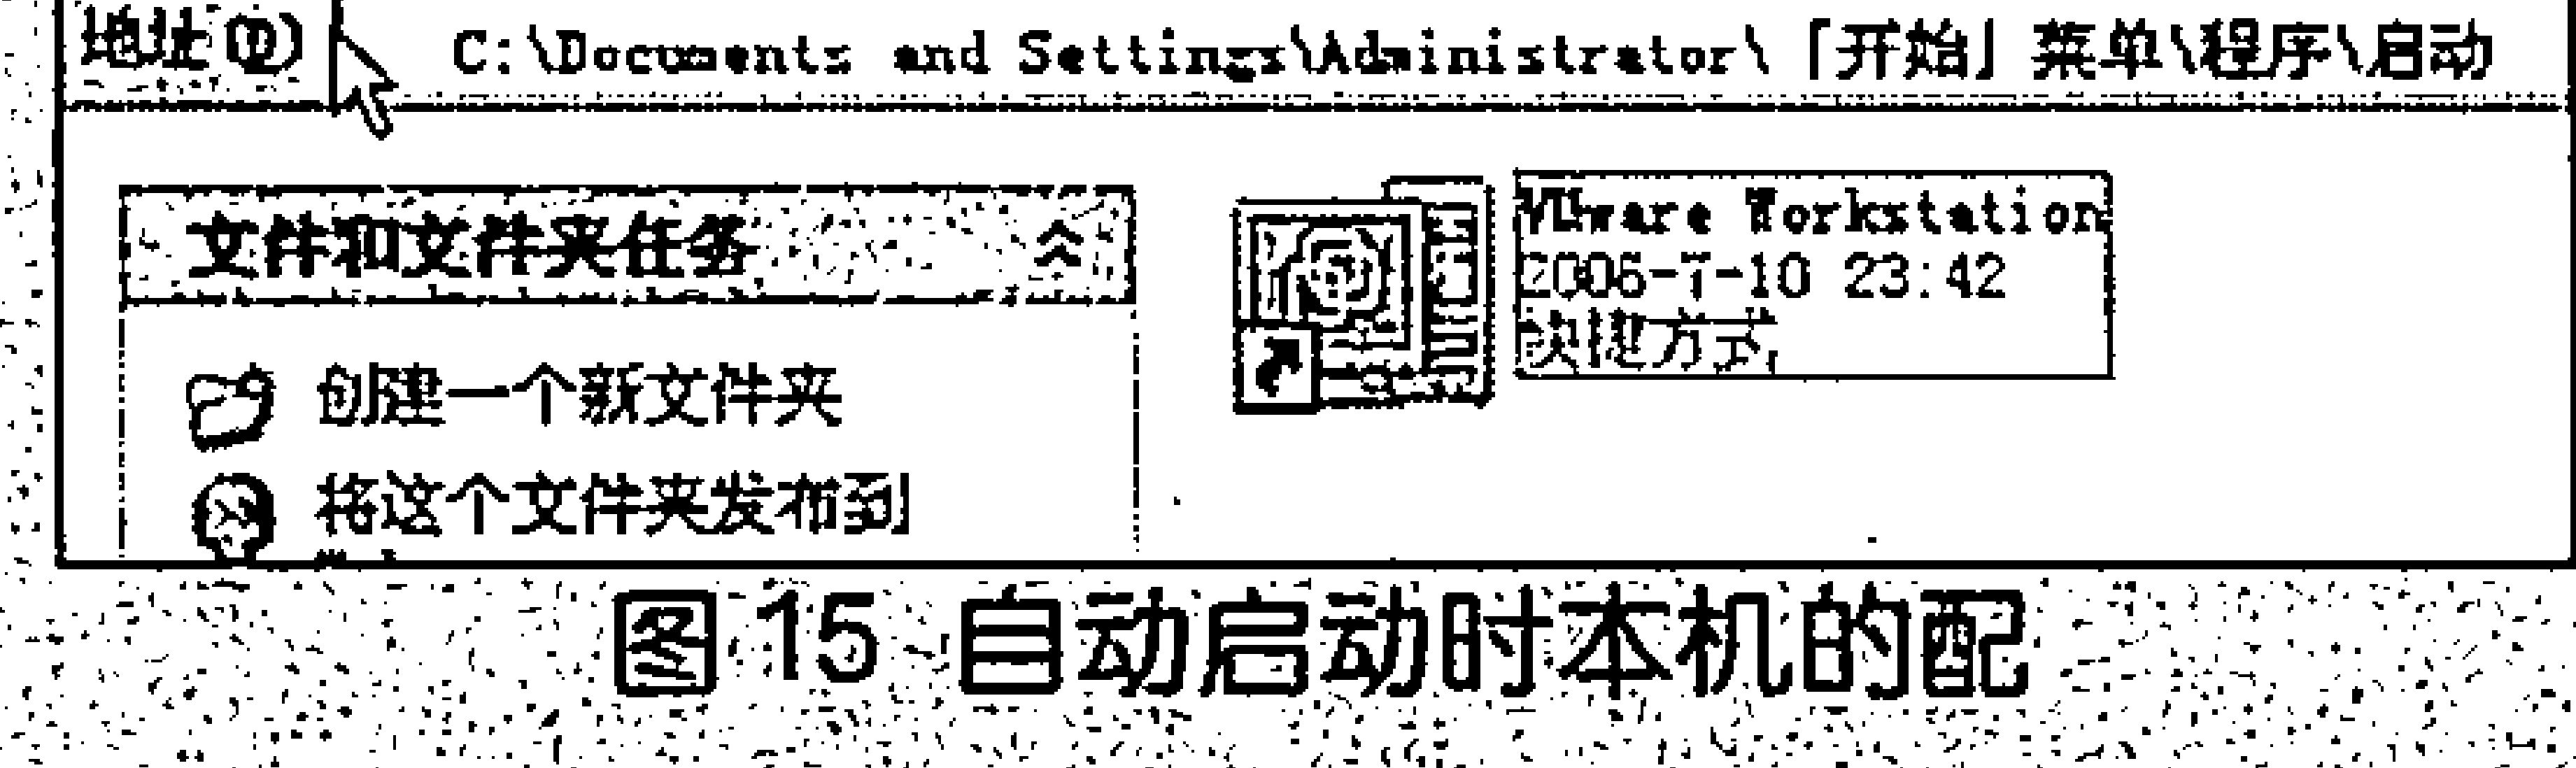 地址(D) C:\Documents and Settings\Administrator\「开始」菜单\程序\启动
文件和文件夹任务
VMware Workstation
2006-7-10 23:42
快捷方式
创建一个新文件夹
将这个文件夹发布到
图 15 自动启动时本机的配